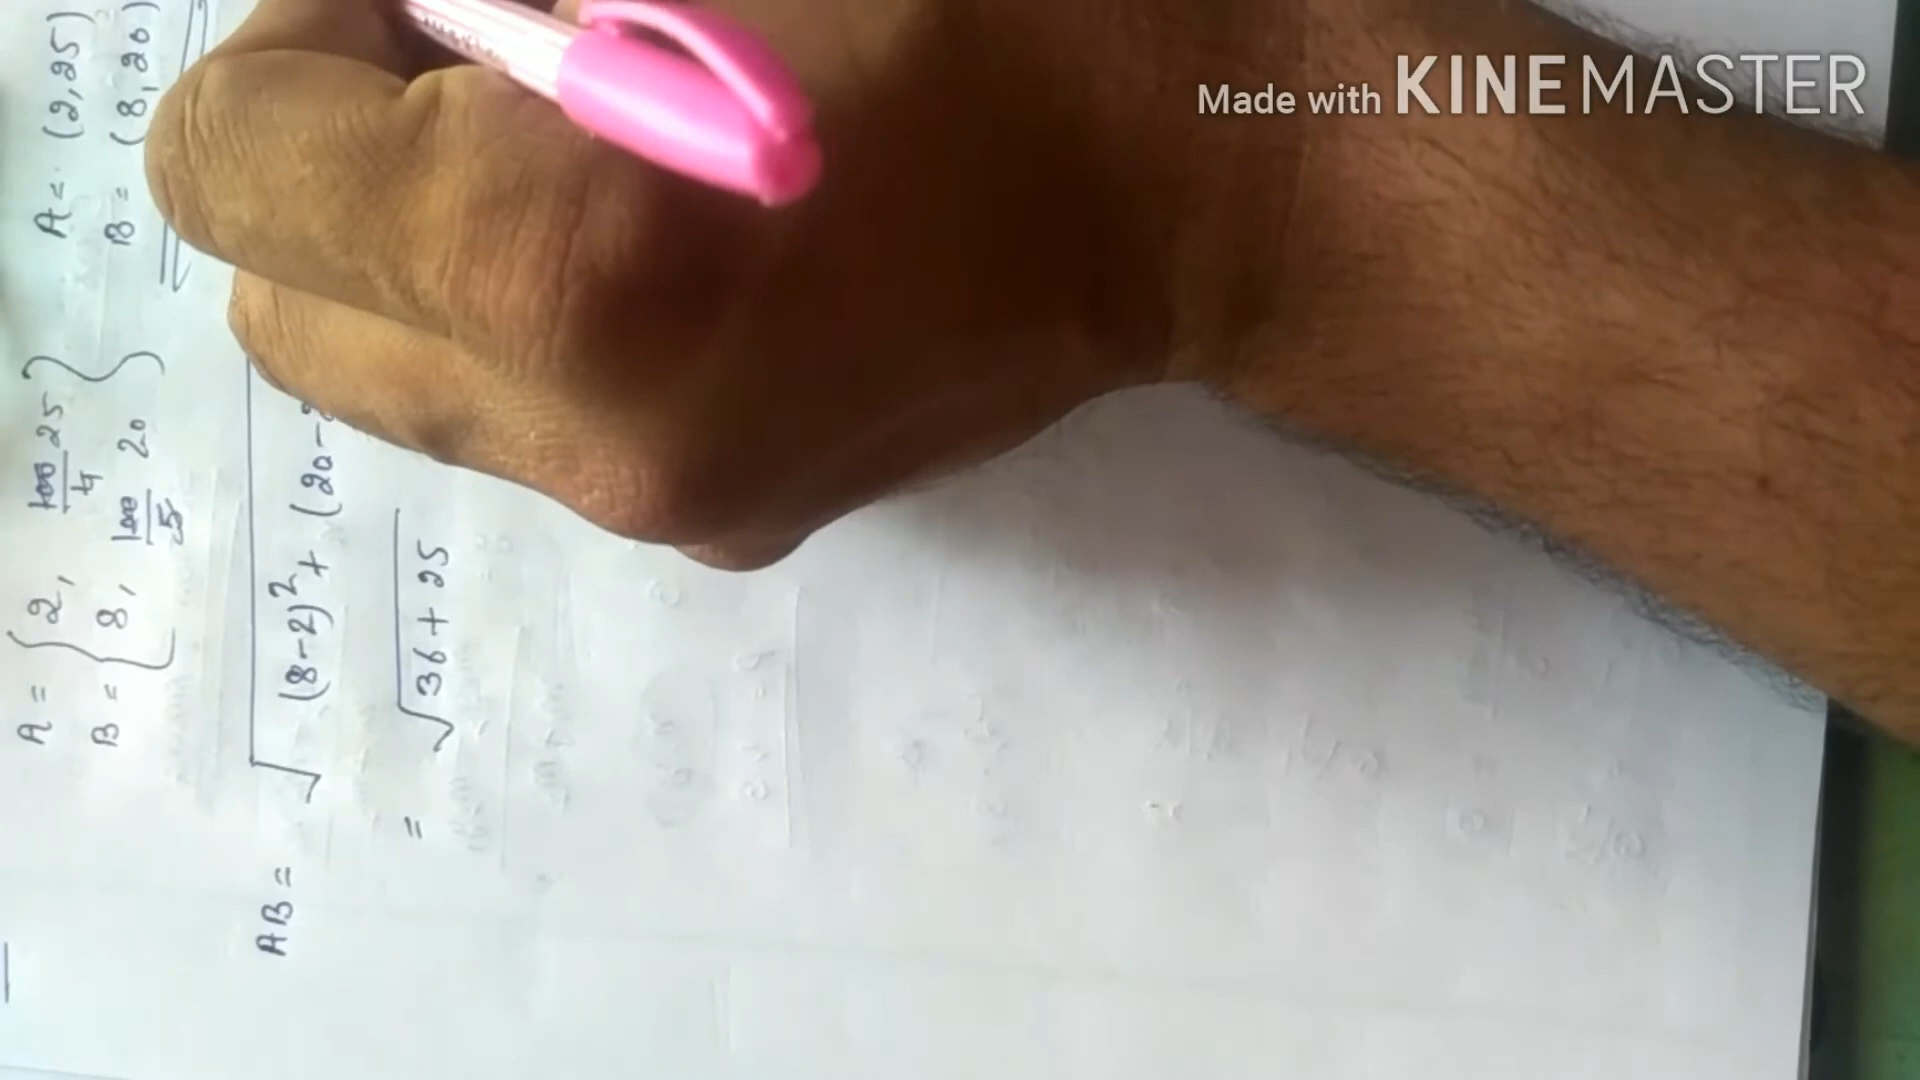 Made with KINEMASTER
A = { 2, 100/4 25 } A = (2, 25)
B = { 8, 100/5 20 } B = (8, 20)
AB = √(8-2)² + (20-
= √36 + 25